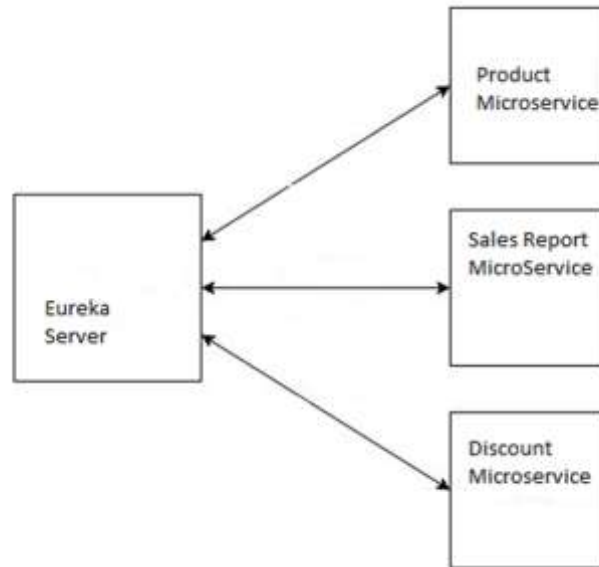 Product
Microservice
Sales Report
MicroService
Eureka
Server
Discount
Microservice